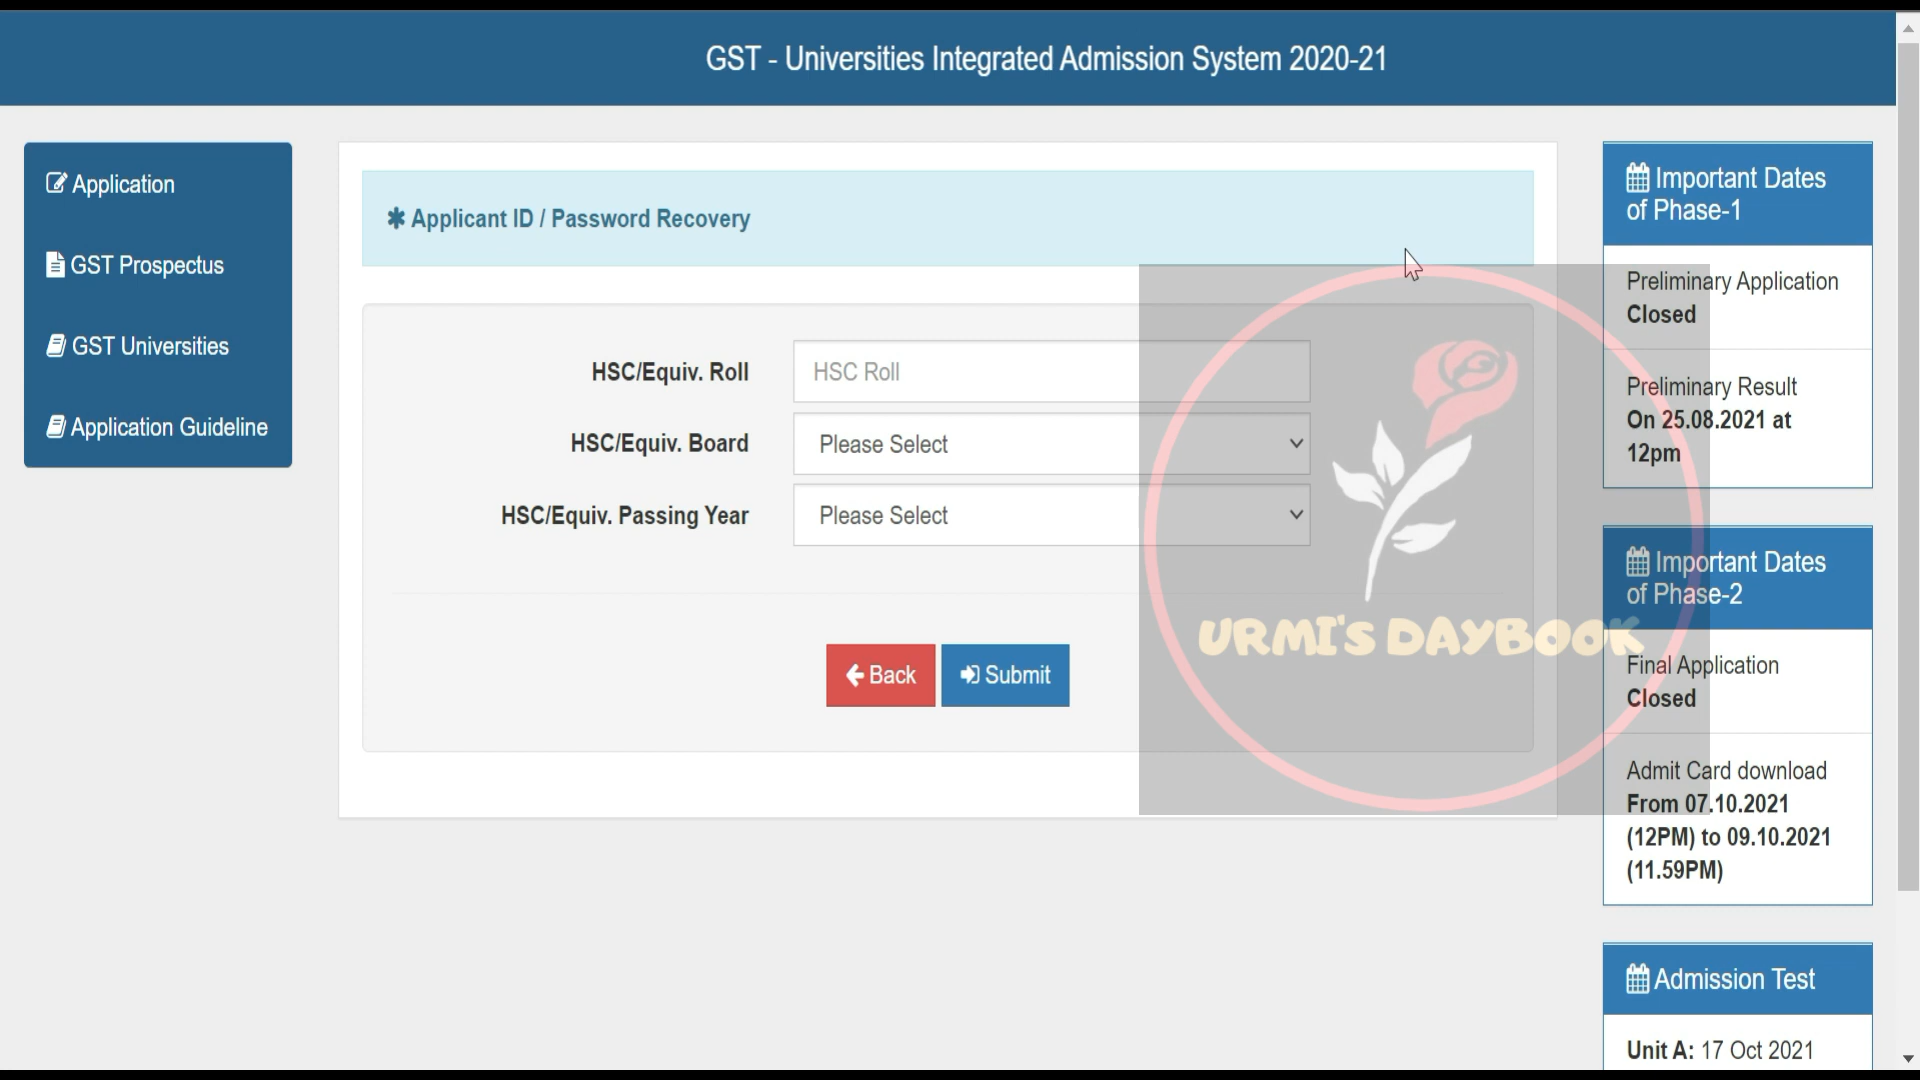 GST - Universities Integrated Admission System 2020-21
Application
GST Prospectus
GST Universities
Application Guideline
Applicant ID / Password Recovery
HSC/Equiv. Roll
HSC Roll
HSC/Equiv. Board
Please Select
HSC/Equiv. Passing Year
Please Select
Back
Submit
URMI'S DAYBOOK
Important Dates
of Phase-1
Preliminary Application
Closed
Preliminary Result
On 25.08.2021 at
12pm
Important Dates
of Phase-2
Final Application
Closed
Admit Card download
From 07.10.2021
(12PM) to 09.10.2021
(11.59PM)
Admission Test
Unit A: 17 Oct 2021